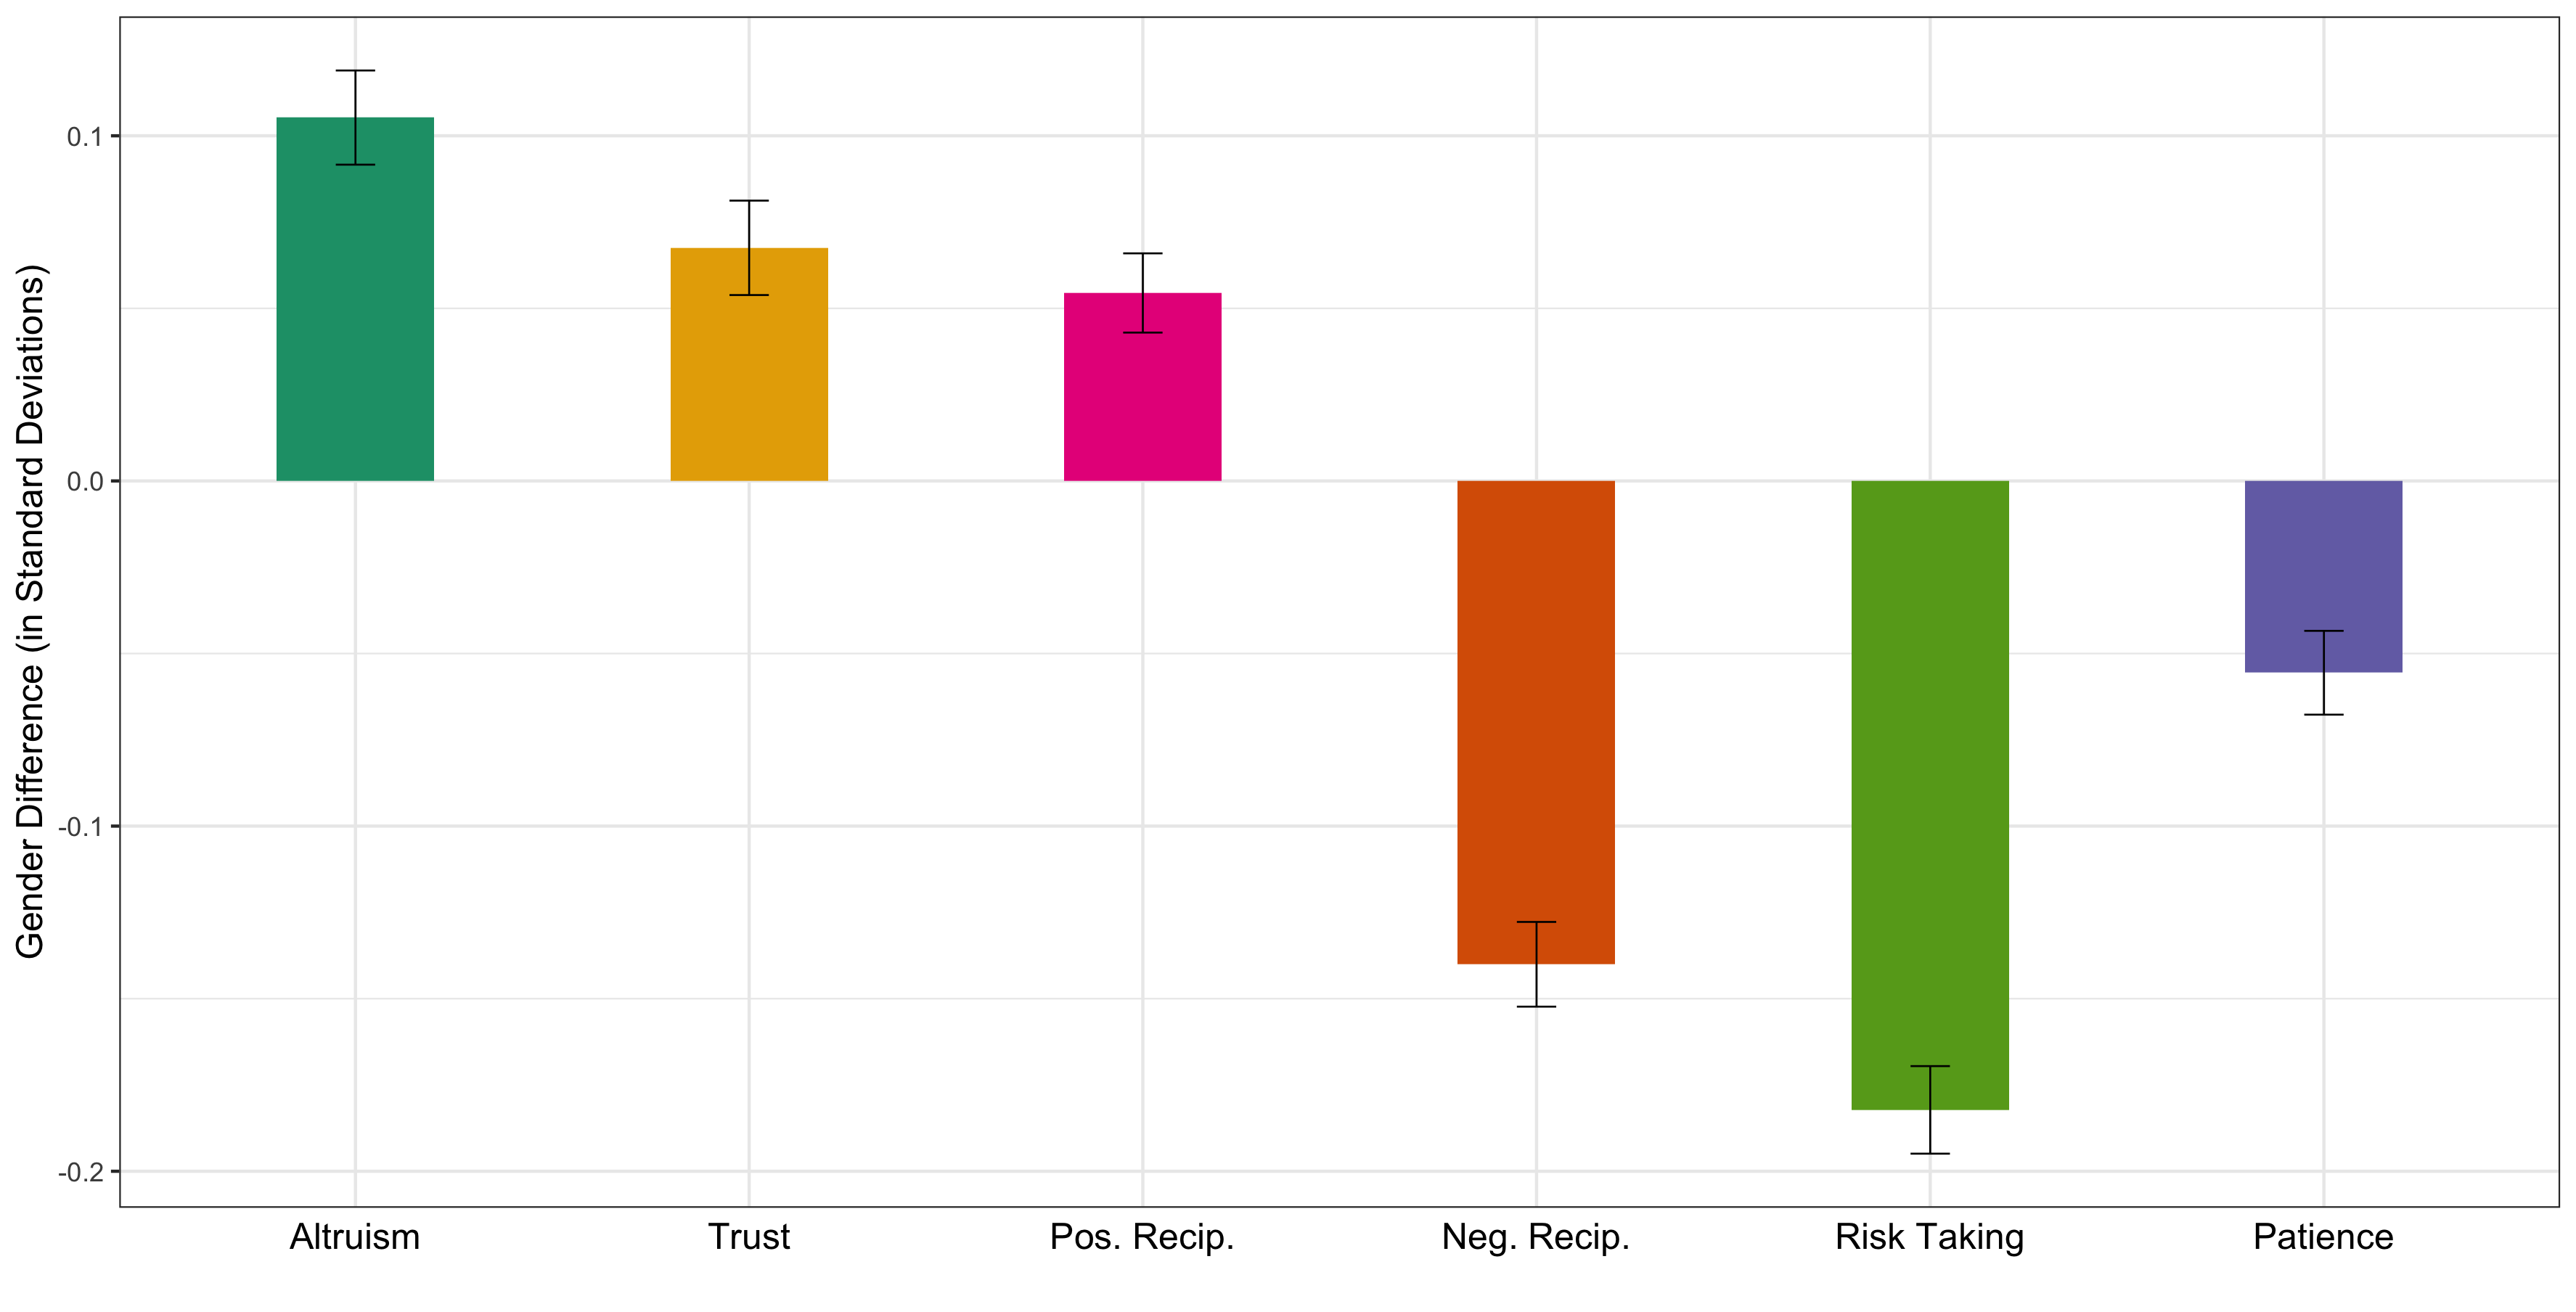 Gender Difference (in Standard Deviations)
0.1
0.0
-0.1
-0.2
Altruism Trust Pos. Recip. Neg. Recip. Risk Taking Patience